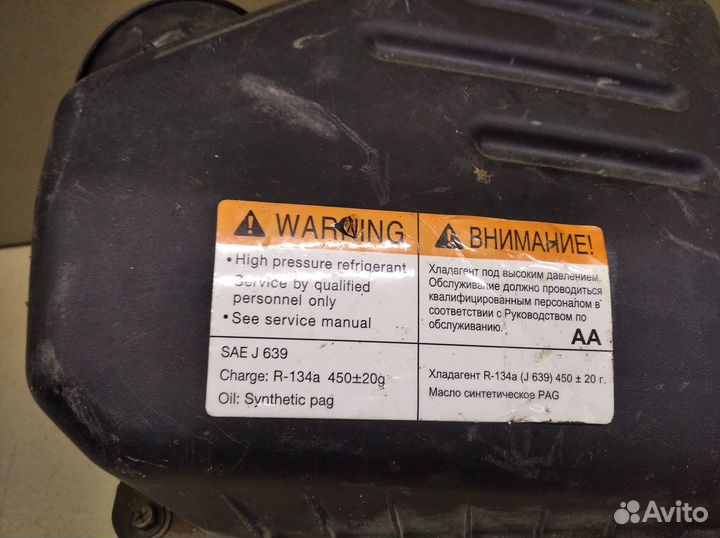 WARNING
• High pressure refrigerant
Service by qualified
personnel only
• See service manual
SAE J 639
Charge: R-134a 450±20g
Oil: Synthetic pag
ВНИМАНИЕ!
Хладагент под высоким давлением.
Обслуживание должно проводиться
квалифицированным персоналом в
соответствии с Руководством по
обслуживанию.
AA
Хладагент R-134a (J 639) 450 ± 20 г.
Масло синтетическое PAG
Avito